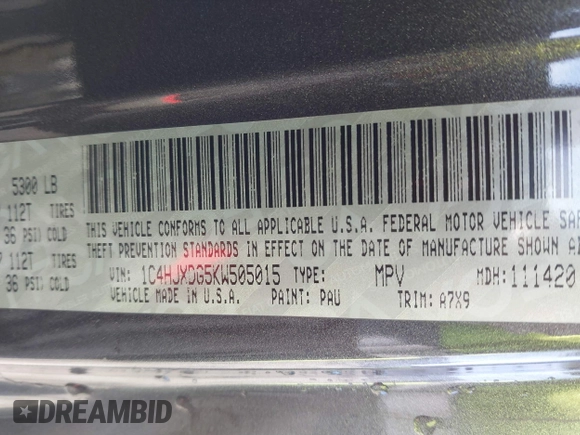 5300 LB
112T TIRES
36 PSI/ COLD
112T TIRES
36 PSI/ COLD
THIS VEHICLE CONFORMS TO ALL APPLICABLE U.S.A. FEDERAL MOTOR VEHICLE
THEFT PREVENTION STANDARDS IN EFFECT ON THE DATE OF MANUFACTURE SHOWN
VIN: 1C4HJXDG5KW505015 TYPE: MPV MDH: 111420
VEHICLE MADE IN U.S.A. PAINT: PAU TRIM: A7X9
DREAMBID